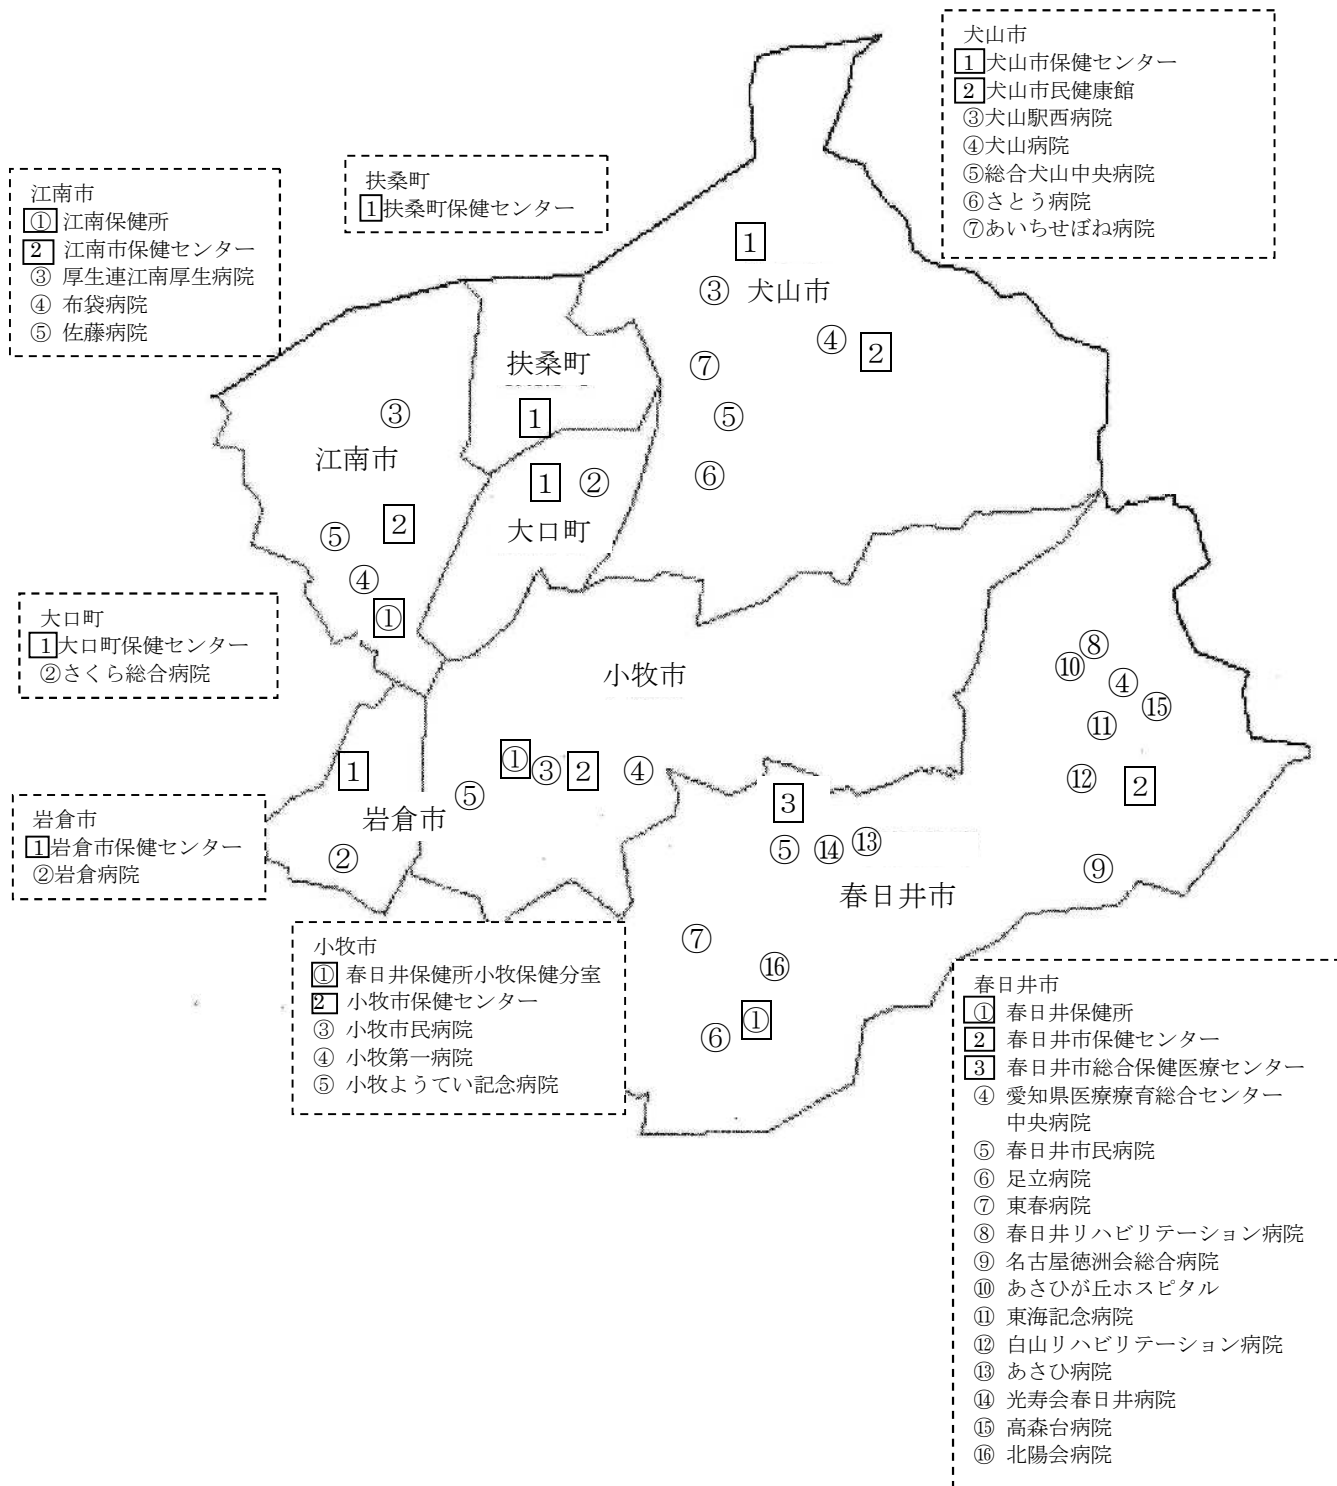 犬山市
1 犬山市保健センター
2 犬山市民健康館
③犬山駅西病院
④犬山病院
⑤総合犬山中央病院
⑥さとう病院
⑦あいちせぼね病院
扶桑町
1 扶桑町保健センター
江南市
① 江南保健所
2 江南市保健センター
③ 厚生連江南厚生病院
④ 布袋病院
⑤ 佐藤病院
1
③ 犬山市
④ 2
⑦
⑤
⑥
扶桑町
1
③
江南市
2
⑤
④
①
1 ②
大口町
大口町
1 大口町保健センター
②さくら総合病院
小牧市
① ③ 2 ④
⑤
1
岩倉市
②
岩倉市
1 岩倉市保健センター
②岩倉病院
⑧
⑩
④
⑮
⑪
⑫ 2
⑨
3
⑤ ⑭ ⑬
春日井市
⑦
⑯
⑥ ①
小牧市
① 春日井保健所小牧保健分室
2 小牧市保健センター
③ 小牧市民病院
④ 小牧第一病院
⑤ 小牧ようてい記念病院
春日井市
① 春日井保健所
2 春日井市保健センター
3 春日井市総合保健医療センター
④ 愛知県医療療育総合センター
中央病院
⑤ 春日井市民病院
⑥ 足立病院
⑦ 東春病院
⑧ 春日井リハビリテーション病院
⑨ 名古屋徳洲会総合病院
⑩ あさひが丘ホスピタル
⑪ 東海記念病院
⑫ 白山リハビリテーション病院
⑬ あさひ病院
⑭ 光寿会春日井病院
⑮ 高森台病院
⑯ 北陽会病院